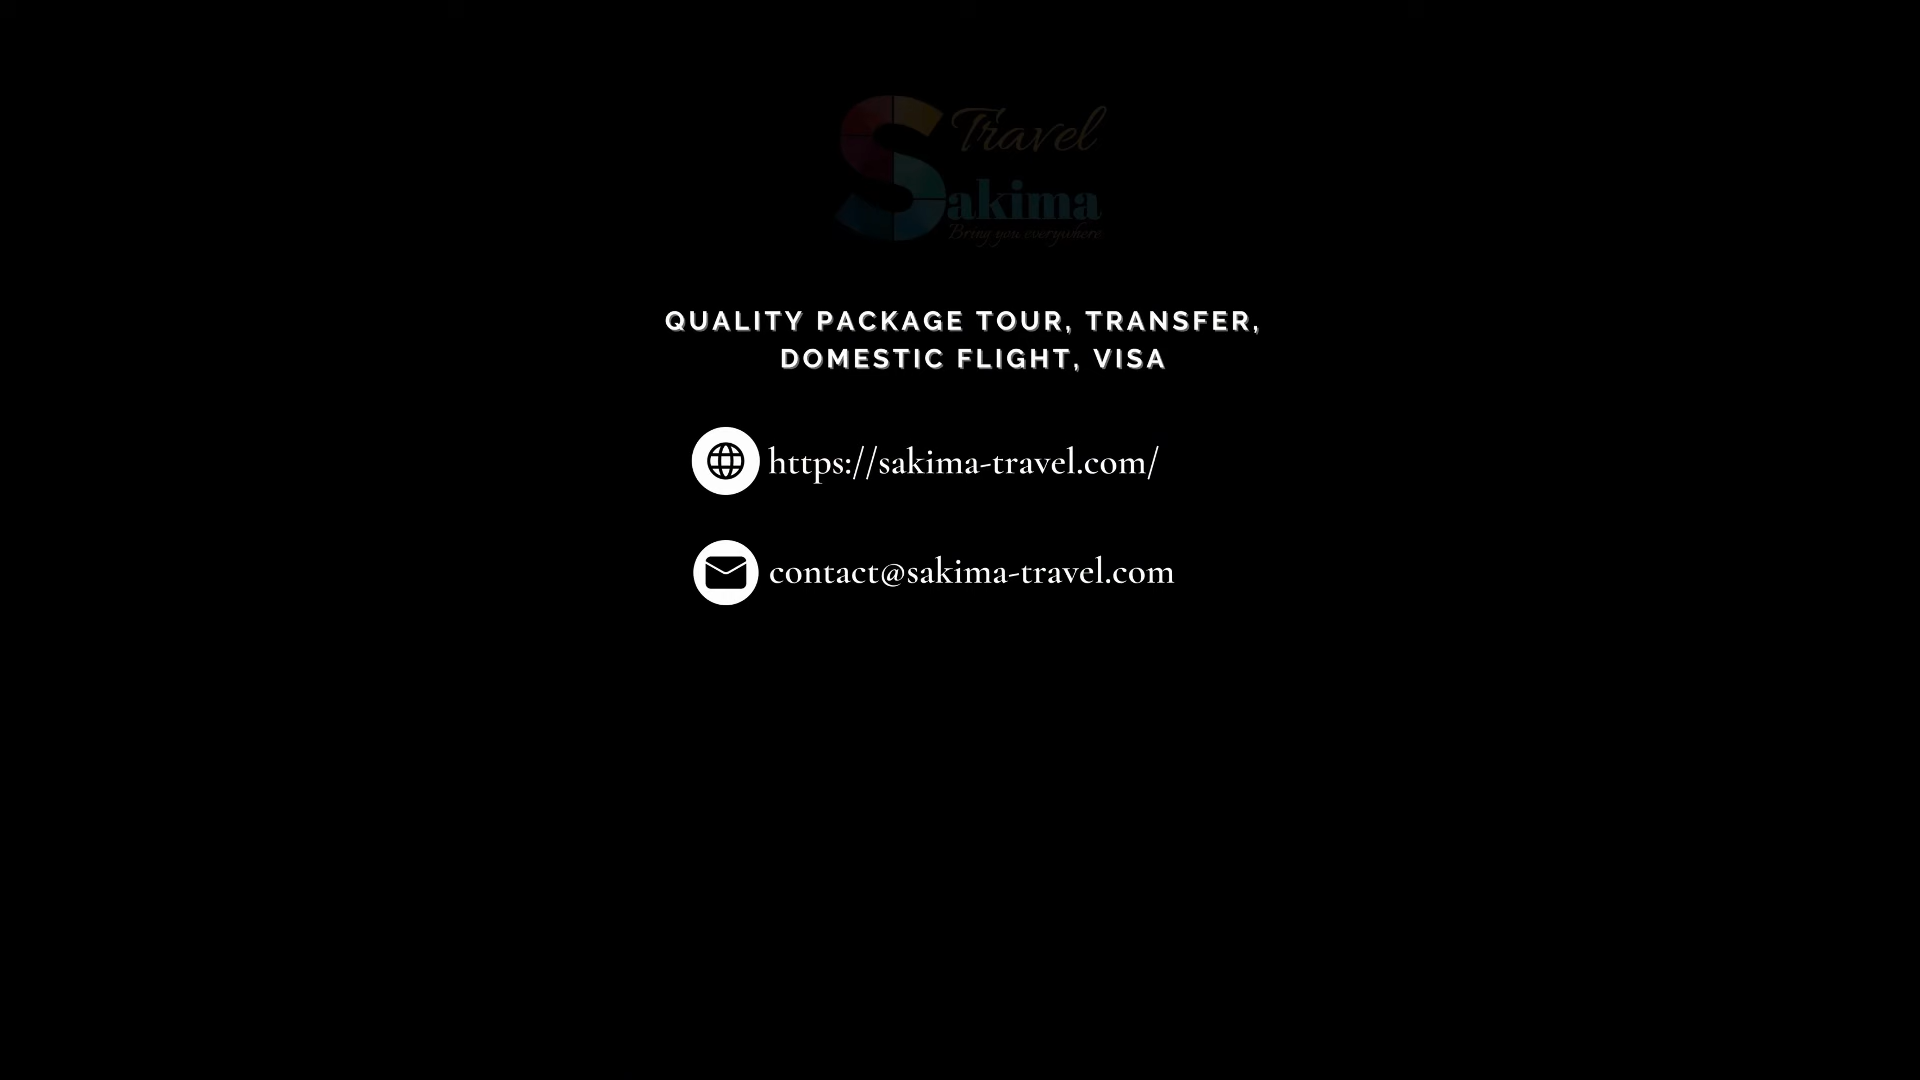 Travel
Sakima
Bring you everywhere
QUALITY PACKAGE TOUR, TRANSFER,
DOMESTIC FLIGHT, VISA
https://sakima-travel.com/
contact@sakima-travel.com